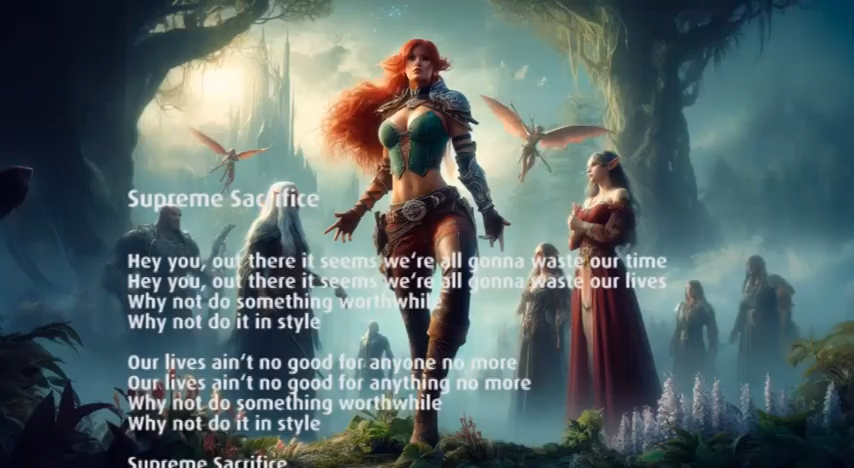 Supreme Sacrifice
Hey you, out there it seems we're all gonna waste our time
Hey you, out there it seems we're all gonna waste our lives
Why not do something worthwhile
Why not do it in style
Our lives ain't no good for anyone no more
Our lives ain't no good for anything no more
Why not do something worthwhile
Why not do it in style
Supreme Sacrifice